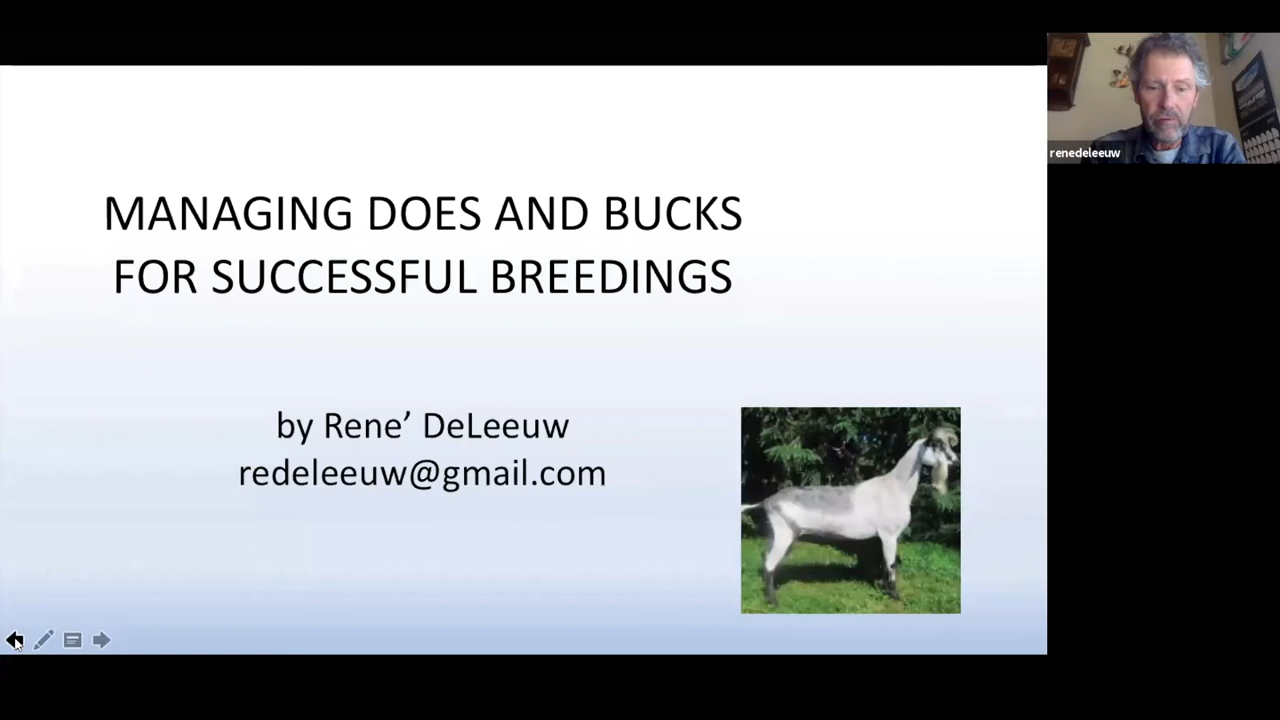 MANAGING DOES AND BUCKS
FOR SUCCESSFUL BREEDINGS
by Rene’ DeLeeuw
redeleeuw@gmail.com
renedeleeuw